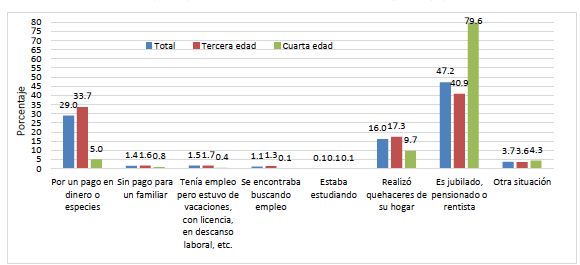 80
75
70
65
60
55
50
45
40
35
30
25
20
15
10
5
0
Porcentaje
Total
Tercera edad
Cuarta edad
29.0
33.7
5.0
1.4
1.6
0.8
1.5
1.7
0.4
1.1
1.3
0.1
0.1
0.1
0.1
16.0
17.3
9.7
47.2
40.9
79.6
3.7
3.6
4.3
Por un pago en
dinero o
especies
Sin pago para
un familiar
Tenía empleo
pero estuvo de
vacaciones,
con licencia,
en descanso
laboral, etc.
Se encontraba
buscando
empleo
Estaba
estudiando
Realizó
quehaceres de
su hogar
Es jubilado,
pensionado o
rentista
Otra situación